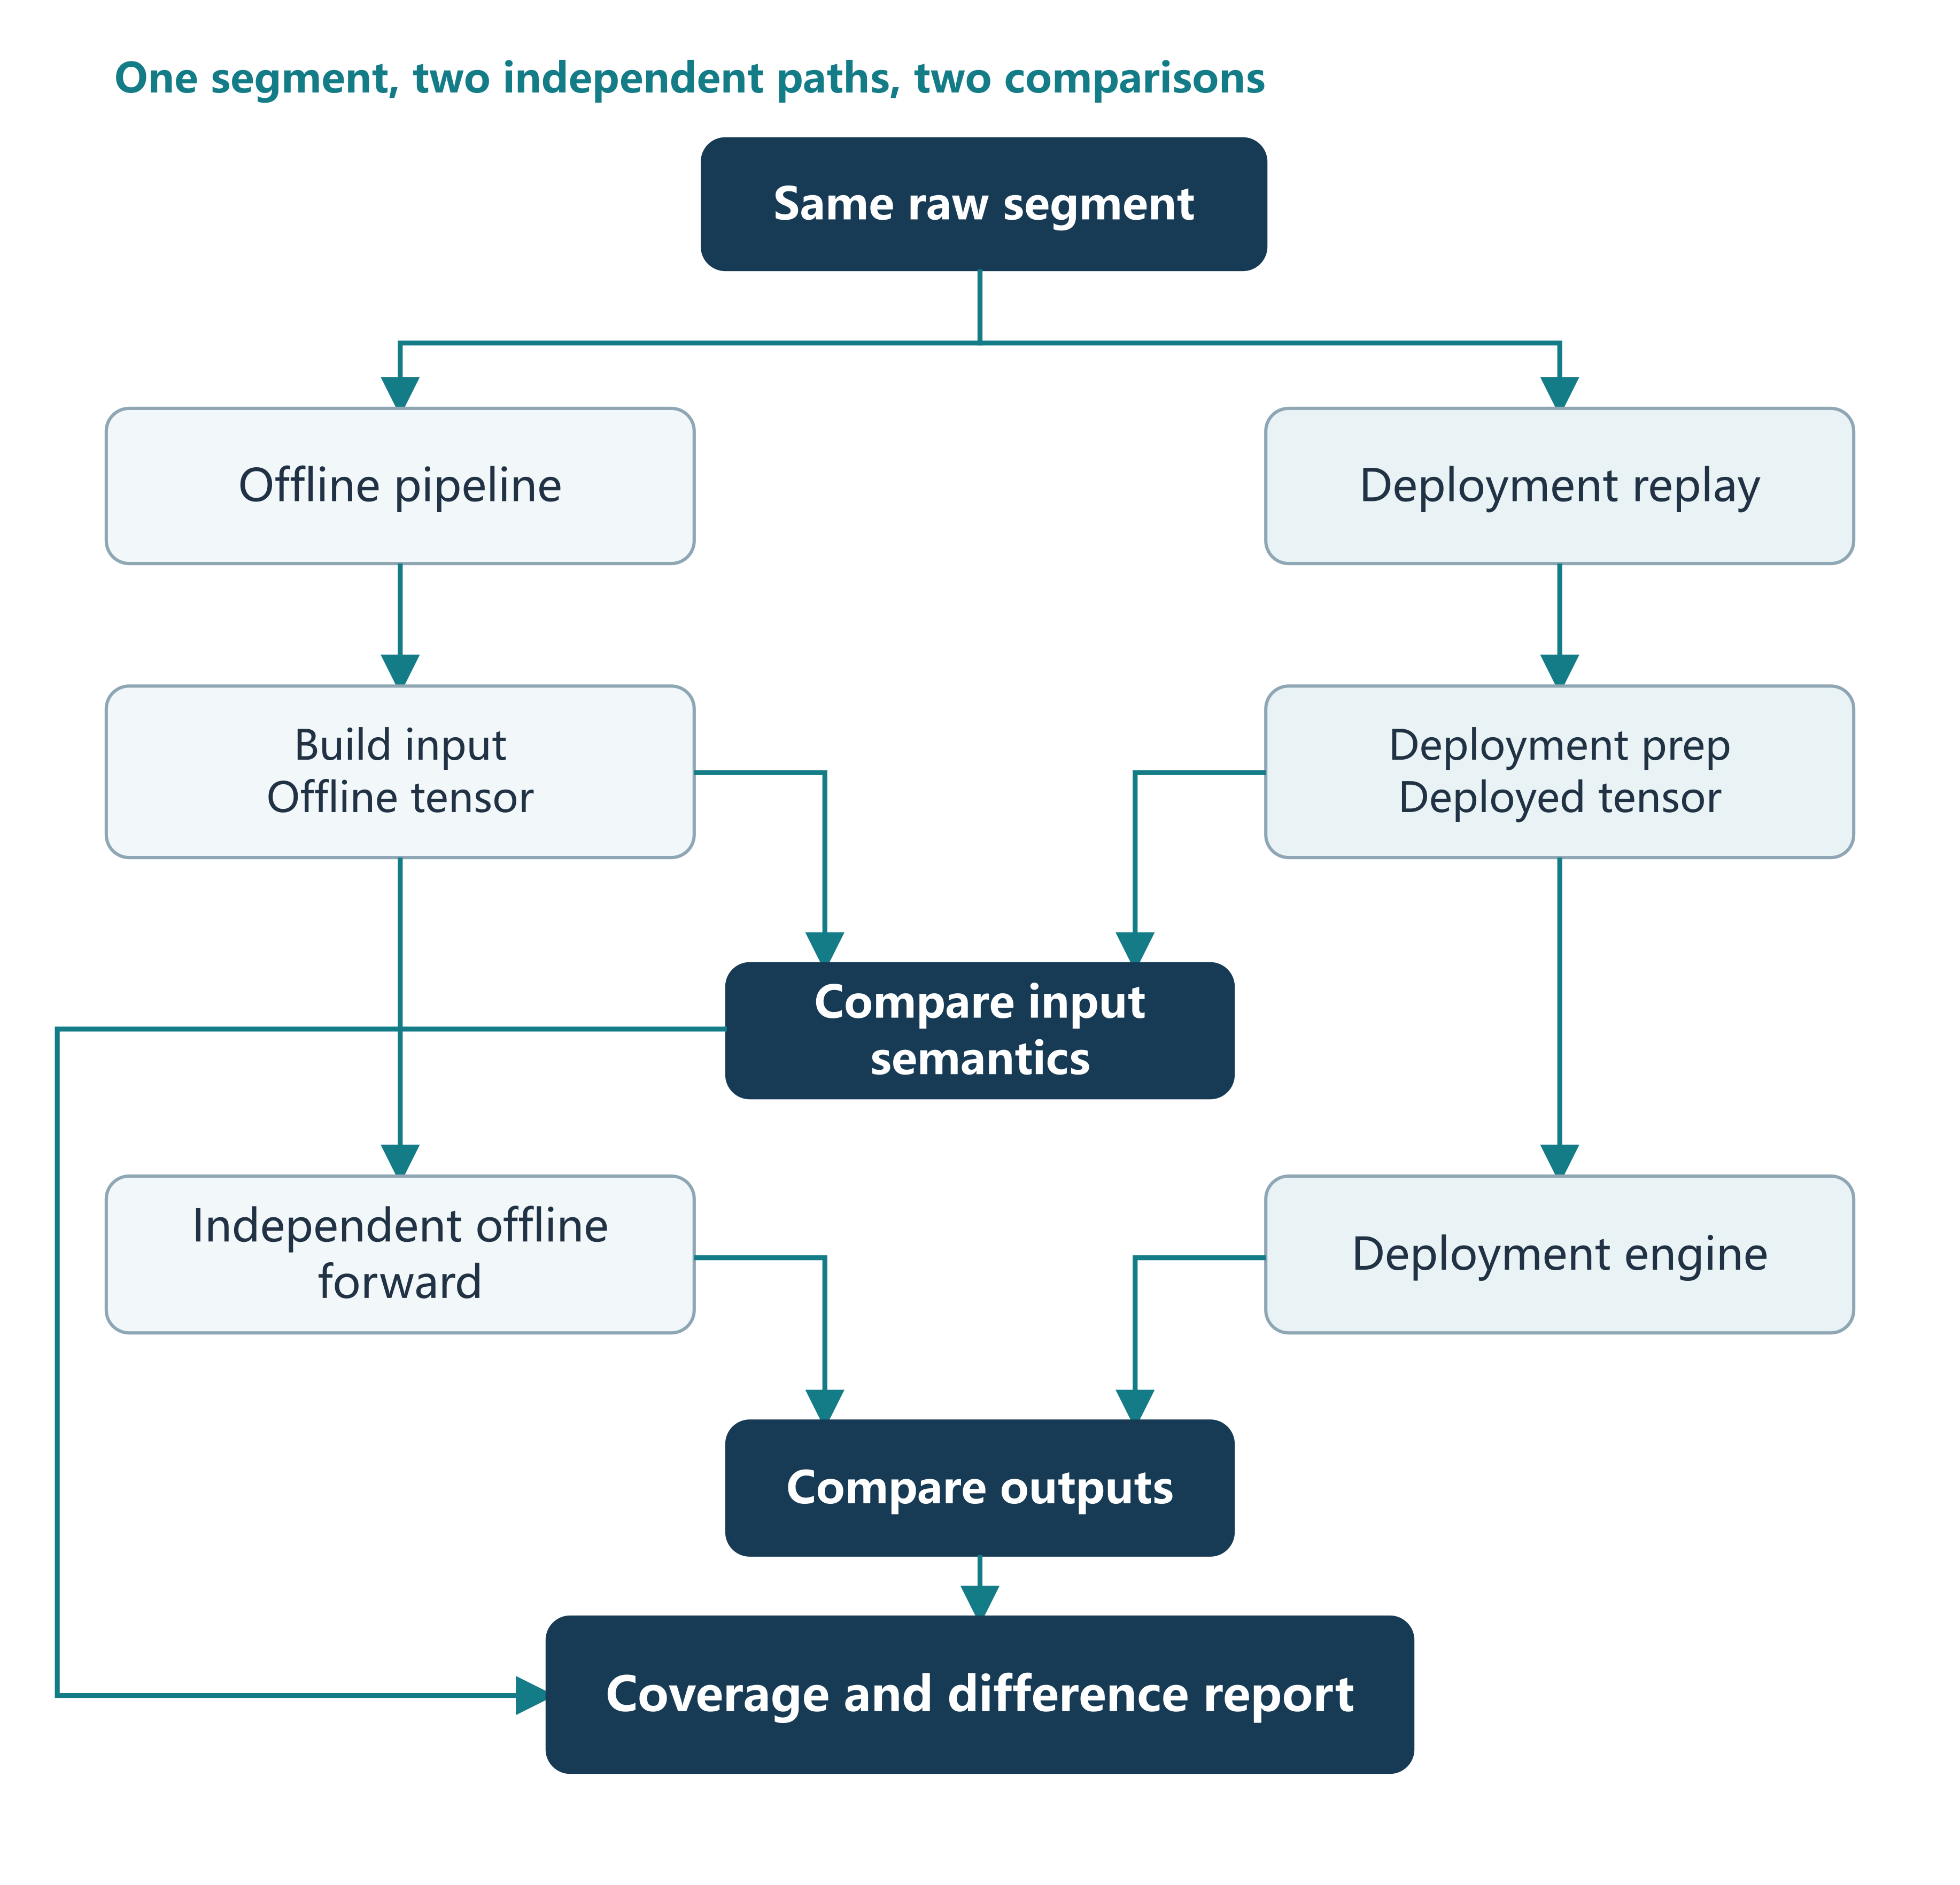 One segment, two independent paths, two comparisons
Same raw segment
Offline pipeline
Deployment replay
Build input
Offline tensor
Deployment prep
Deployed tensor
Compare input
semantics
Independent offline
forward
Deployment engine
Compare outputs
Coverage and difference report